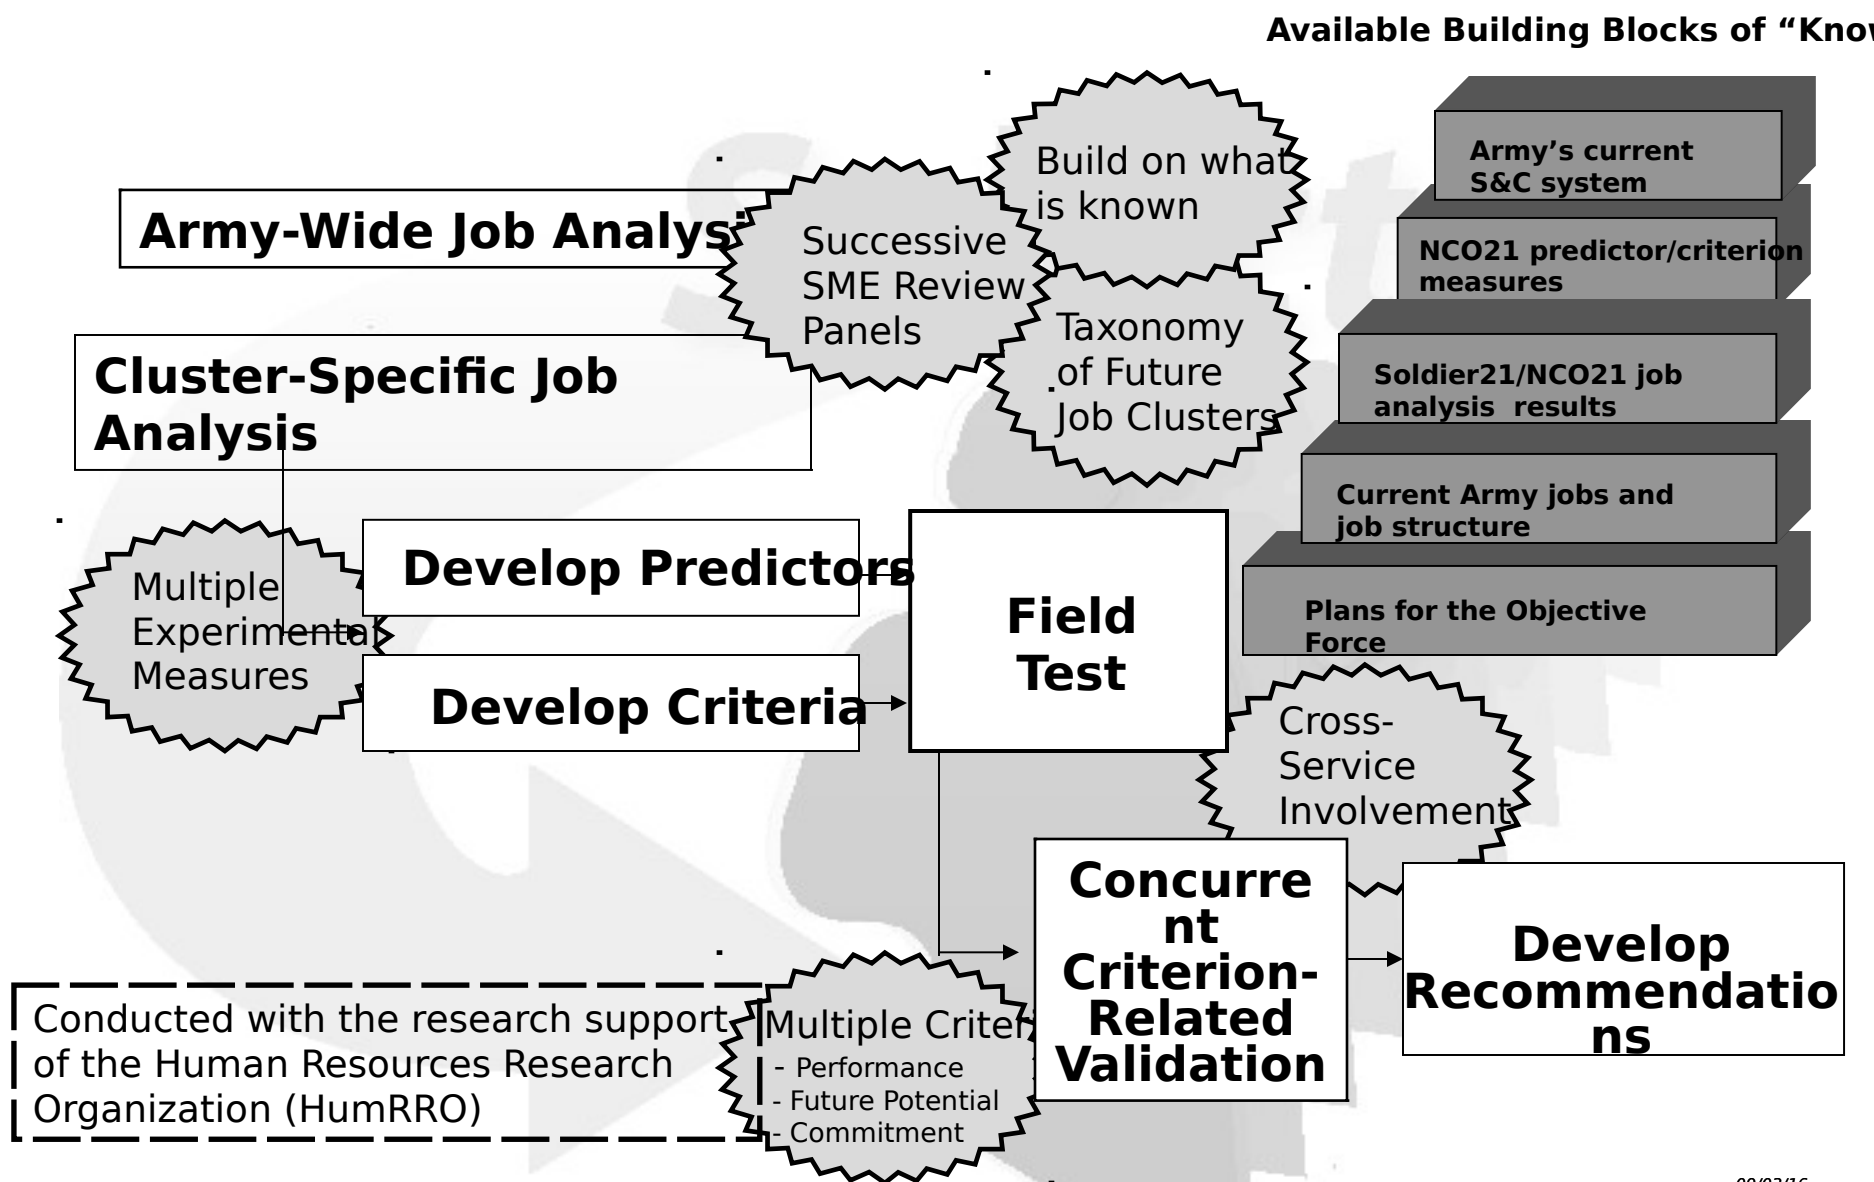 Available Building Blocks of “Know
Build on what
is known
Army’s current
S&C system
Army-Wide Job Analysi
Successive
SME Review
Panels
NCO21 predictor/criterion
measures
Taxonomy
of Future
Job Clusters
Cluster-Specific Job
Analysis
Soldier21/NCO21 job
analysis results
Current Army jobs and
job structure
Multiple
Experimental
Measures
Develop Predictors
Develop Criteria
Field
Test
Plans for the Objective
Force
Cross-
Service
Involvement
Concurre
nt
Criterion-
Related
Validation
Develop
Recommendatio
ns
Conducted with the research support
of the Human Resources Research
Organization (HumRRO)
Multiple Criter
- Performance
- Future Potential
- Commitment